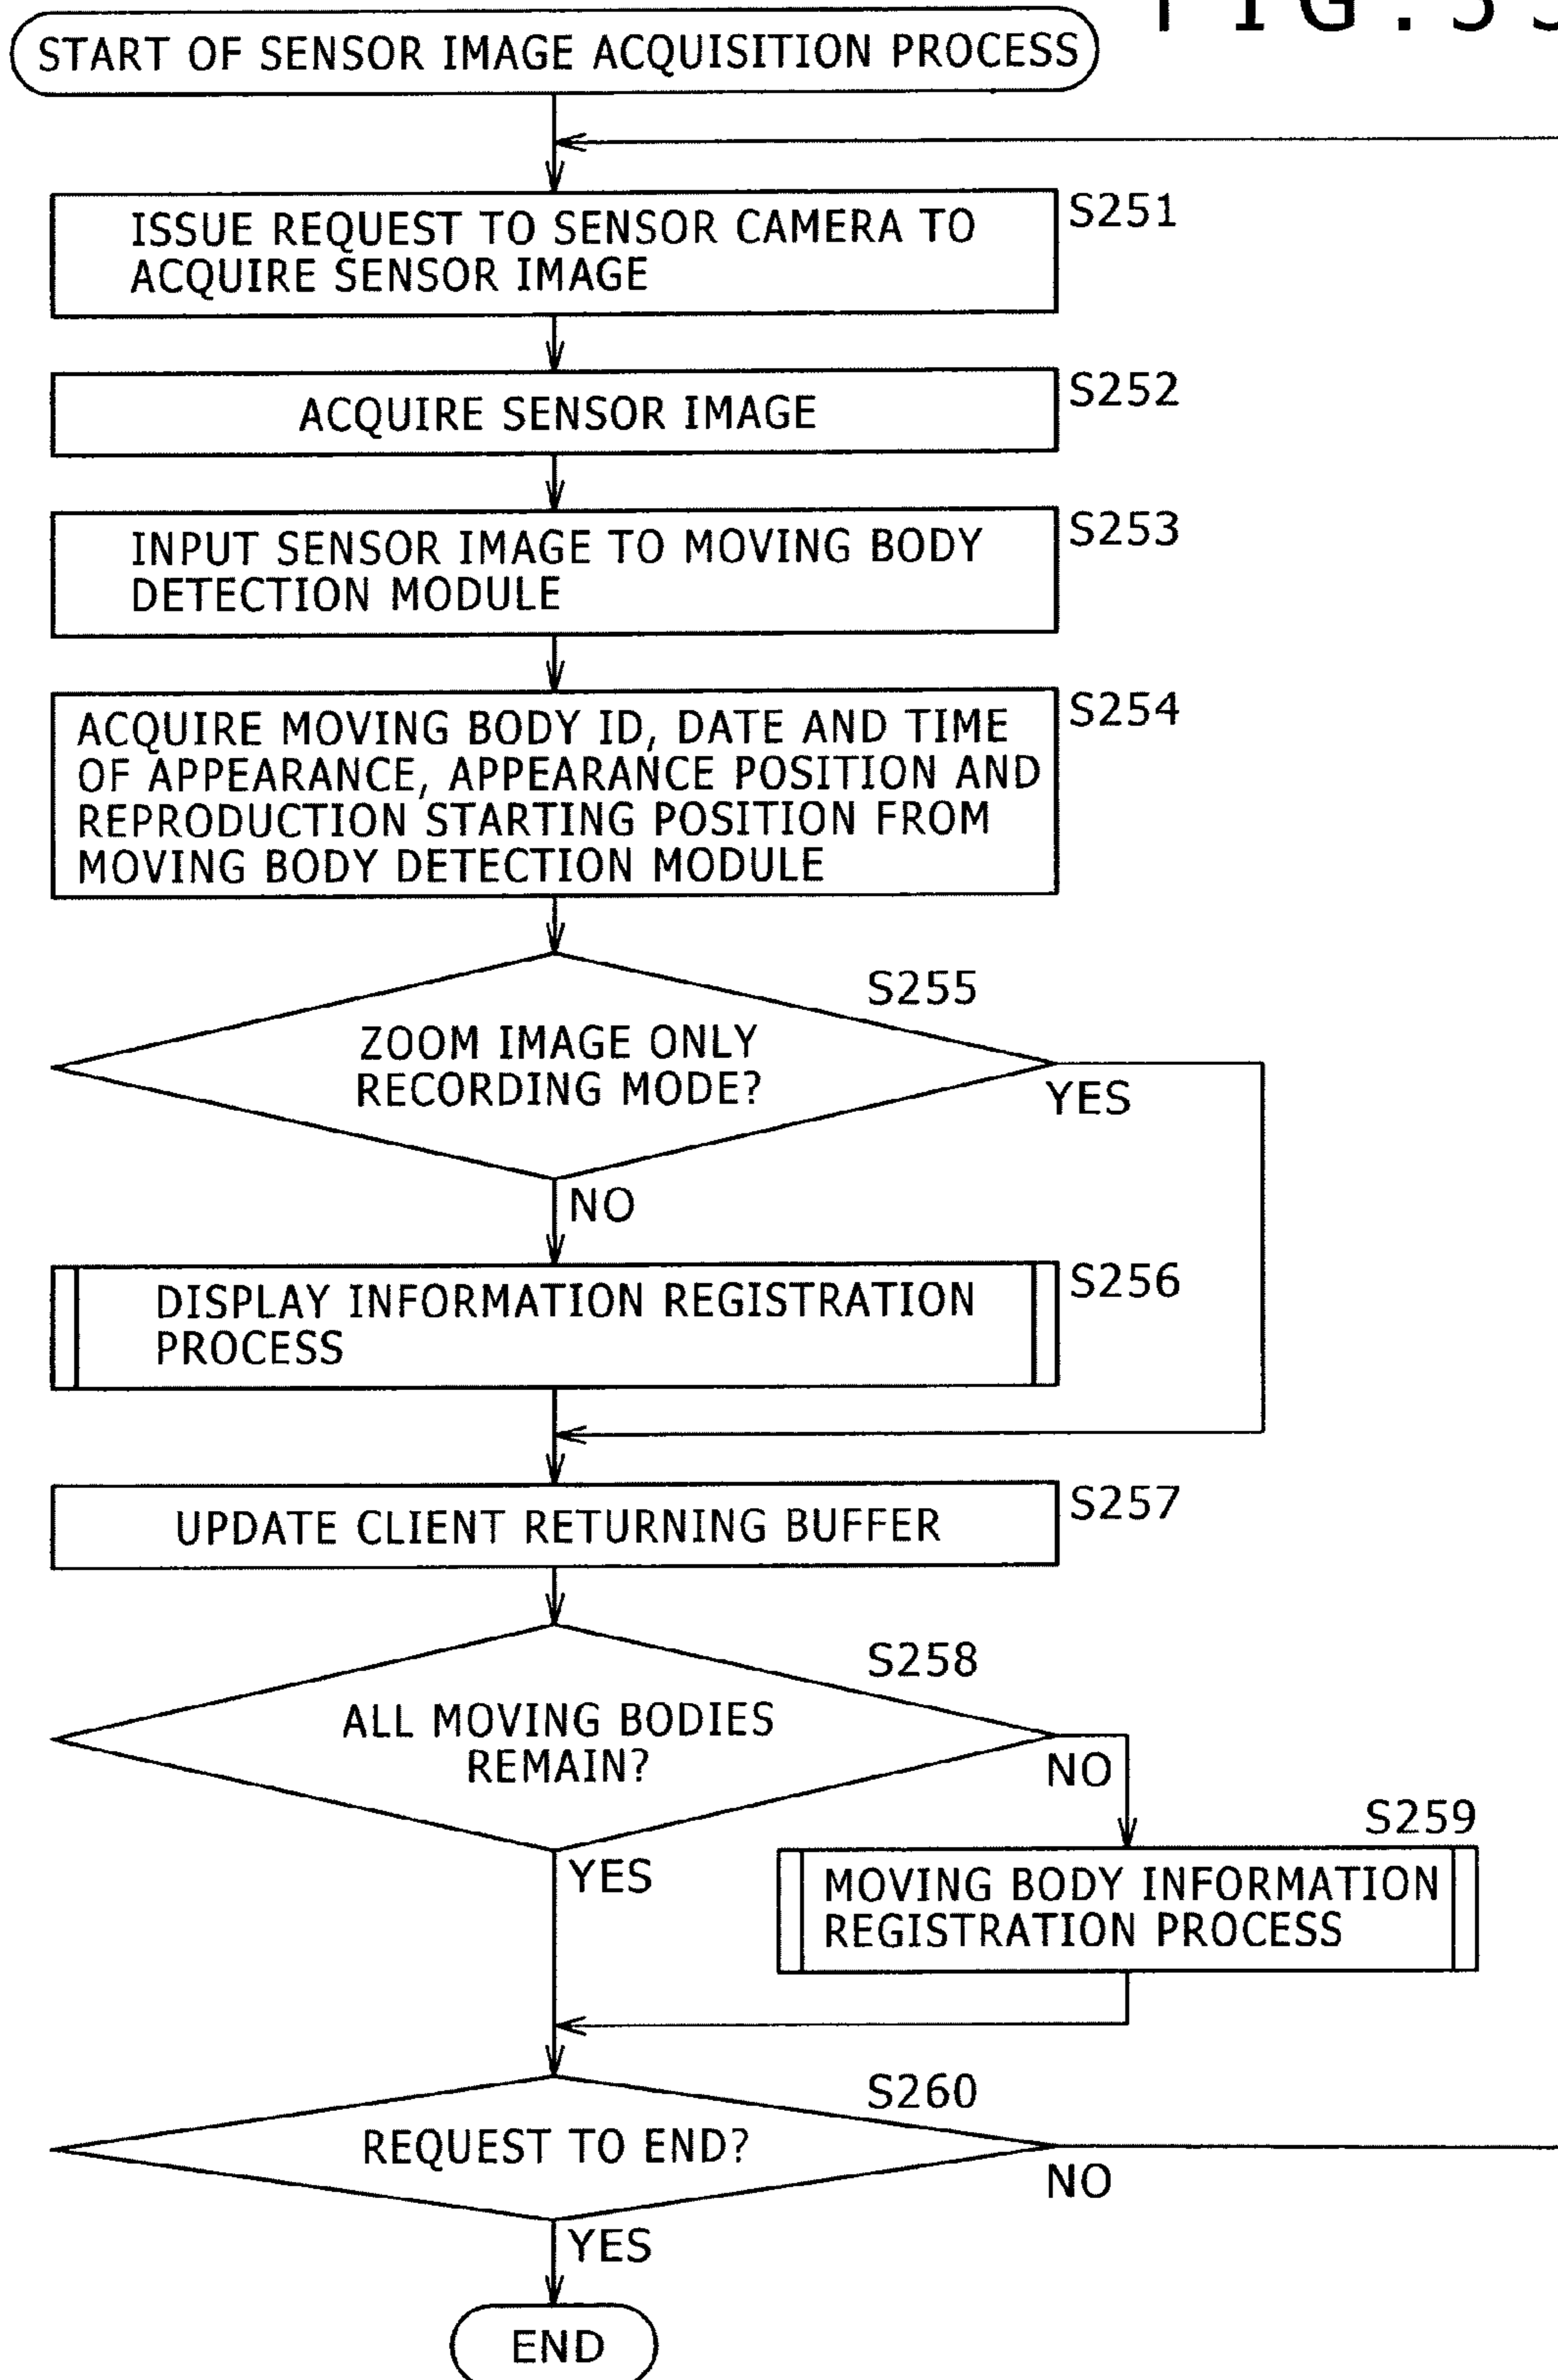 START OF SENSOR IMAGE ACQUISITION PROCESS
ISSUE REQUEST TO SENSOR CAMERA TO
ACQUIRE SENSOR IMAGE
S251
ACQUIRE SENSOR IMAGE
S252
INPUT SENSOR IMAGE TO MOVING BODY
DETECTION MODULE
S253
ACQUIRE MOVING BODY ID, DATE AND TIME
OF APPEARANCE, APPEARANCE POSITION AND
REPRODUCTION STARTING POSITION FROM
MOVING BODY DETECTION MODULE
S254
S255
ZOOM IMAGE ONLY
RECORDING MODE?
YES
NO
DISPLAY INFORMATION REGISTRATION
PROCESS
S256
UPDATE CLIENT RETURNING BUFFER
S257
S258
ALL MOVING BODIES
REMAIN?
NO
YES
S259
MOVING BODY INFORMATION
REGISTRATION PROCESS
S260
REQUEST TO END?
NO
YES
END